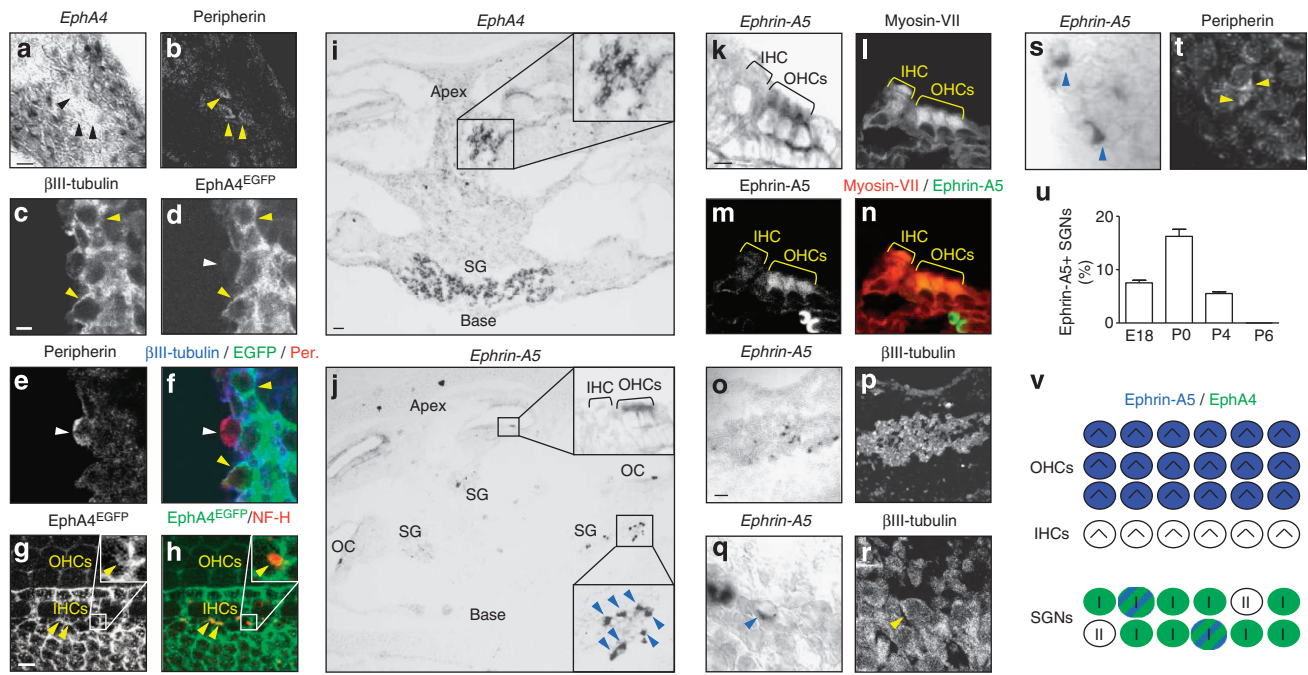 EphA4
Peripherin
a
b
βIII-tubulin
EphA4EGFP
c
d
Peripherin
βIII-tubulin / EGFP / Per.
e
f
EphA4EGFP
EphA4EGFP/NF-H
g
OHCs
IHCs
h
OHCs
IHCs
EphA4
i
Apex
SG
Base
Ephrin-A5
j
IHC
OHCs
Apex
OC
SG
SG
SG
OC
Base
Ephrin-A5
Myosin-VII
k
IHC
OHCs
l
IHC
OHCs
Ephrin-A5
Myosin-VII / Ephrin-A5
m
IHC
OHCs
n
IHC
OHCs
Ephrin-A5
βIII-tubulin
o
p
Ephrin-A5
βIII-tubulin
q
r
Ephrin-A5
Peripherin
s
t
u
Ephrin-A5+ SGNs
(%)
20
10
0
E18 P0 P4 P6
v
Ephrin-A5 / EphA4
OHCs
IHCs
SGNs
I I I I II I
II I I I I I